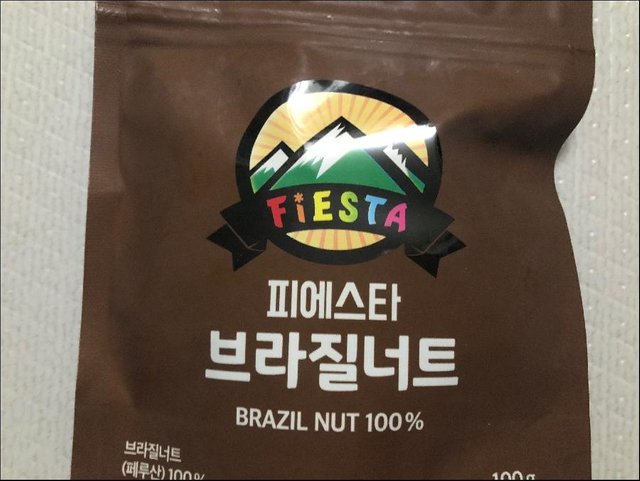 FiESTA
피에스타
브라질너트
BRAZIL NUT 100%
브라질너트
(페루산) 100%
100g